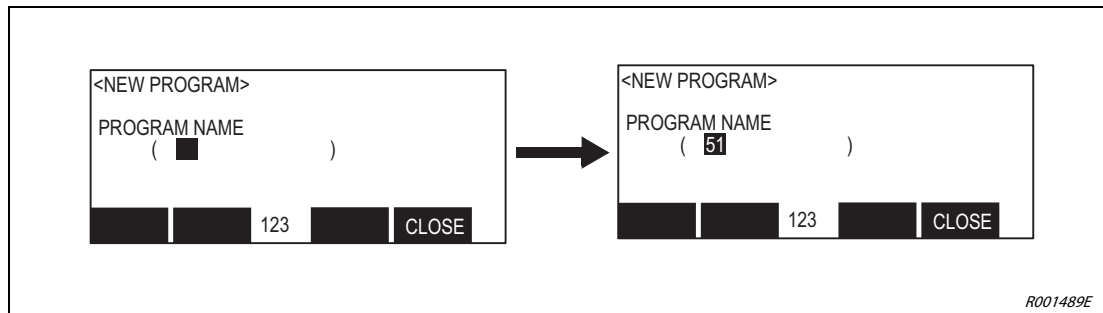 <NEW PROGRAM>
PROGRAM NAME
( )
123 CLOSE
<NEW PROGRAM>
PROGRAM NAME
( 51 )
123 CLOSE
R001489E